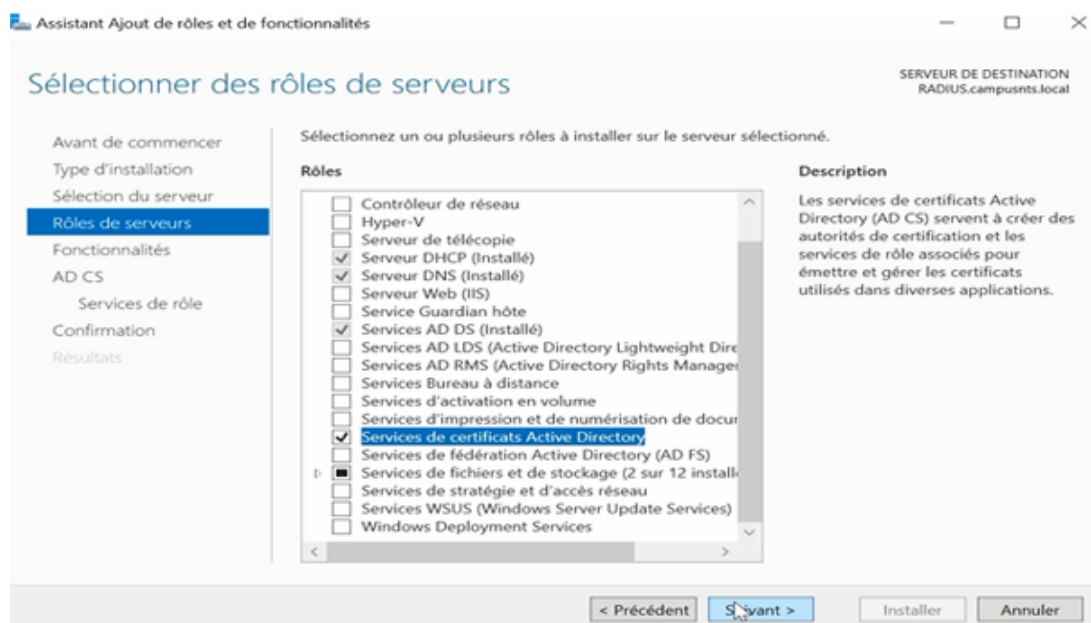 Assistant Ajout de rôles et de fonctionnalités
Sélectionner des rôles de serveurs
SERVEUR DE DESTINATION
RADIUS.campusnts.local
Avant de commencer
Type d'installation
Sélection du serveur
Rôles de serveurs
Fonctionnalités
AD CS
Services de rôle
Confirmation
Résultats
Sélectionnez un ou plusieurs rôles à installer sur le serveur sélectionné.
Rôles
Contrôleur de réseau
Hyper-V
Serveur de télécopie
Serveur DHCP (Installé)
Serveur DNS (Installé)
Serveur Web (IIS)
Service Guardian hôte
Services AD DS (Installé)
Services AD LDS (Active Directory Lightweight Dire
Services AD RMS (Active Directory Rights Manager
Services Bureau à distance
Services d'activation en volume
Services d'impression et de numérisation de docur
Services de certificats Active Directory
Services de fédération Active Directory (AD FS)
Services de fichiers et de stockage (2 sur 12 install
Services de stratégie et d'accès réseau
Services WSUS (Windows Server Update Services)
Windows Deployment Services
Description
Les services de certificats Active
Directory (AD CS) servent à créer des
autorités de certification et les
services de rôle associés pour
émettre et gérer les certificats
utilisés dans diverses applications.
< Précédent
Suivant >
Installer
Annuler